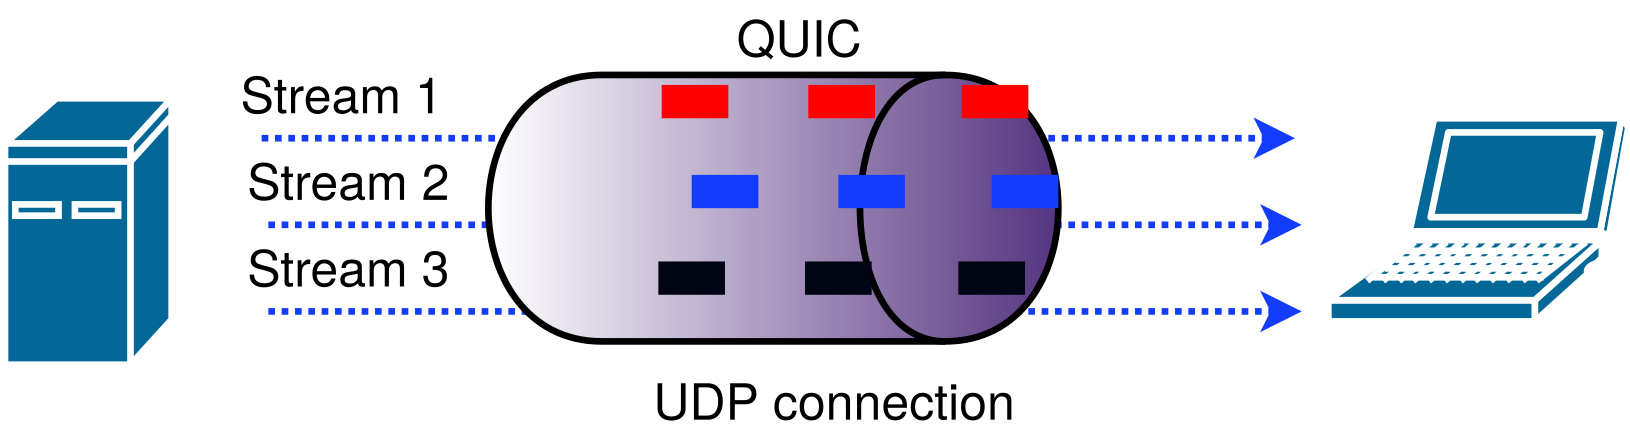 QUIC
Stream 1
Stream 2
Stream 3
UDP connection